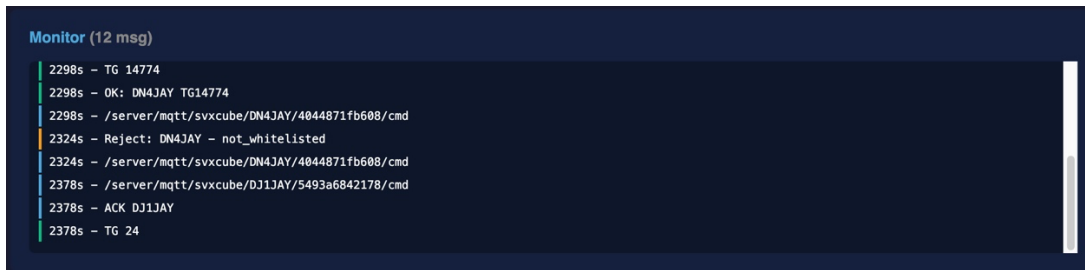 Monitor (12 msg)
2298s – TG 14774
2298s – OK: DN4JAY TG14774
2298s – /server/mqtt/svxcube/DN4JAY/4044871fb608/cmd
2324s – Reject: DN4JAY – not_whitelisted
2324s – /server/mqtt/svxcube/DN4JAY/4044871fb608/cmd
2378s – /server/mqtt/svxcube/DJ1JAY/5493a6842178/cmd
2378s – ACK DJ1JAY
2378s – TG 24